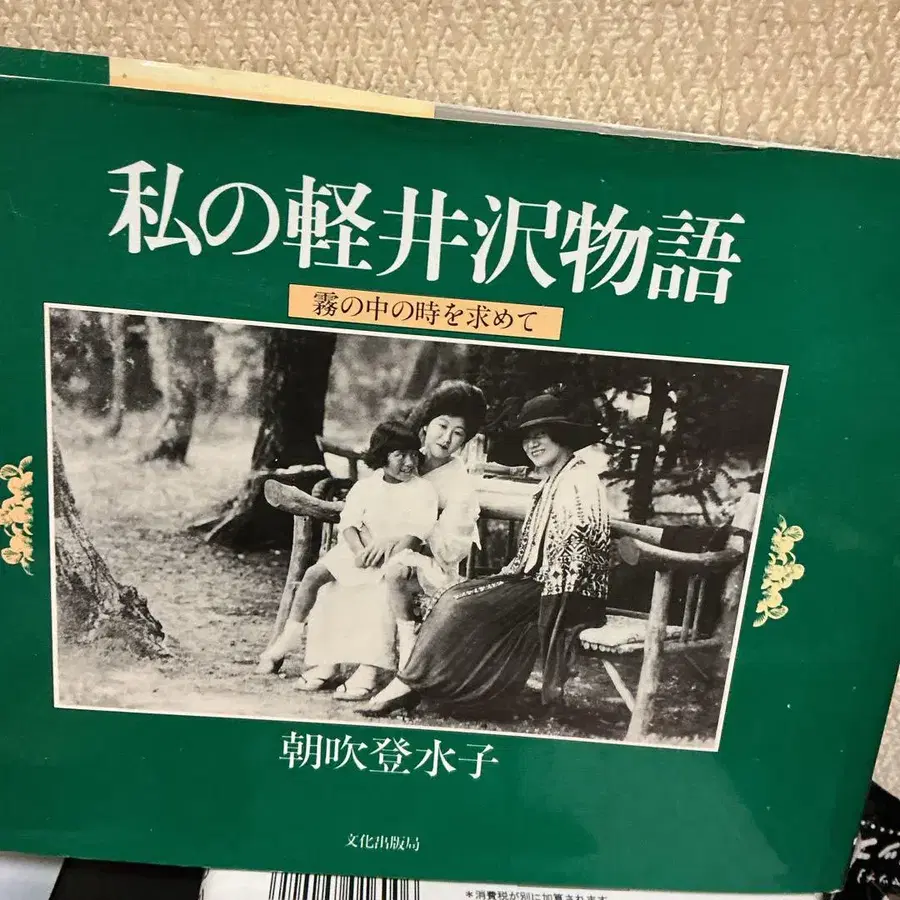 私の軽井沢物語
霧の中の時を求めて
朝吹登水子
文化出版局
*消費税が別に加算されます